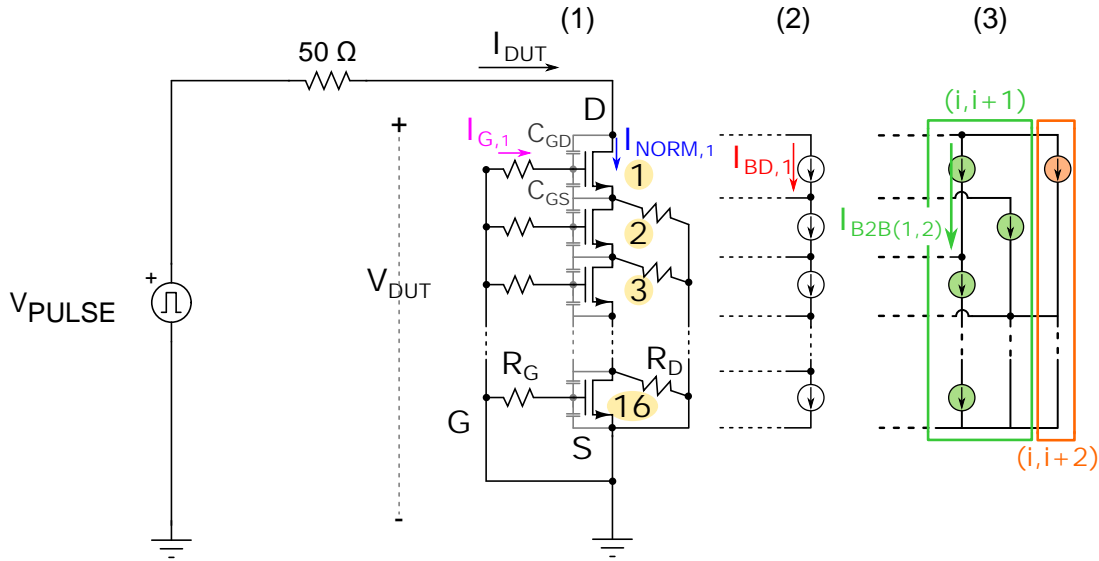 (1)
(2)
(3)
50 Ω
I_DUT
D
(i,i+1)
I_G,1
C_GD
I_NORM,1
I_BD,1
1
C_GS
2
I_B2B(1,2)
3
V_DUT
+
+
V_PULSE
R_G
R_D
16
G
S
(i,i+2)
-